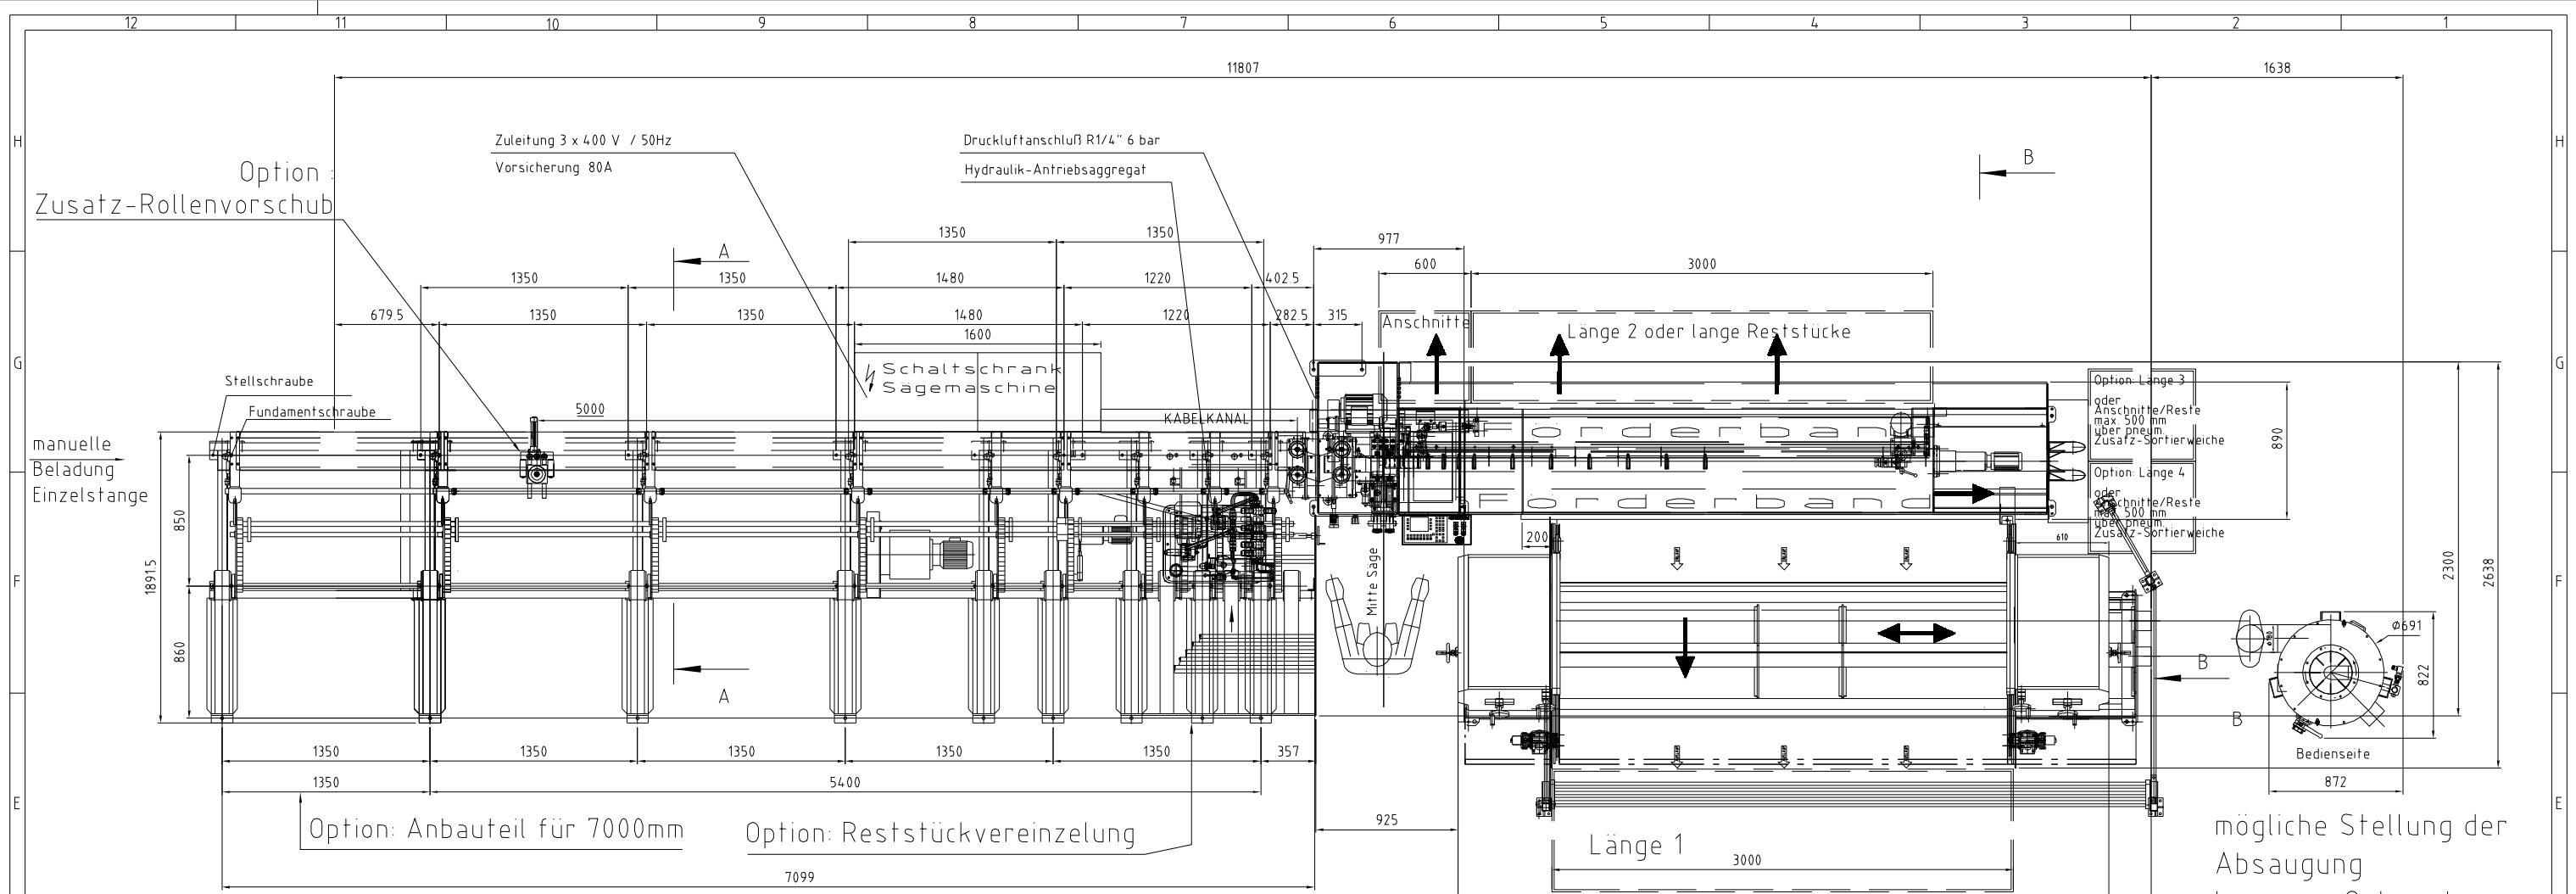 12 11 10 9 8 7 6 5 4 3 2 1
11807 1638
H H
Zuleitung 3 x 400 V / 50Hz
Vorsicherung 80A
Druckluftanschluß R1/4" 6 bar
Hydraulik-Antriebsaggregat
B
Option :
Zusatz-Rollenvorschub
1350 1350 977
A
600 3000
1350 1350 1480 1220 402.5
679.5 1350 1350 1480 1220 282.5 315
1600
Anschnitte
Länge 2 oder lange Reststücke
G G
Schaltschrank
Sägemaschine
Stellschraube
Fundamentschraube
5000
KABELKANAL
Option: Länge 3
oder
Anschnitte/Reste
max. 500 mm
über pneum.
Zusatz-Sortierweiche
890
manuelle
Beladung
Einzelstange
Förderband
Option: Länge 4
oder
Anschnitte/Reste
max. 500 mm
über pneum.
Zusatz-Sortierweiche
Förderband
850
18915
200
610
Mitte Säge
2300
2638
F F
860
ø180
ø691
822
B
A
B
Bedienseite
872
1350 1350 1350 1350 1350 357
1350 5400
E E
Option: Anbauteil für 7000mm
Option: Reststückvereinzelung
925
Länge 1
3000
mögliche Stellung der
Absaugung
7099